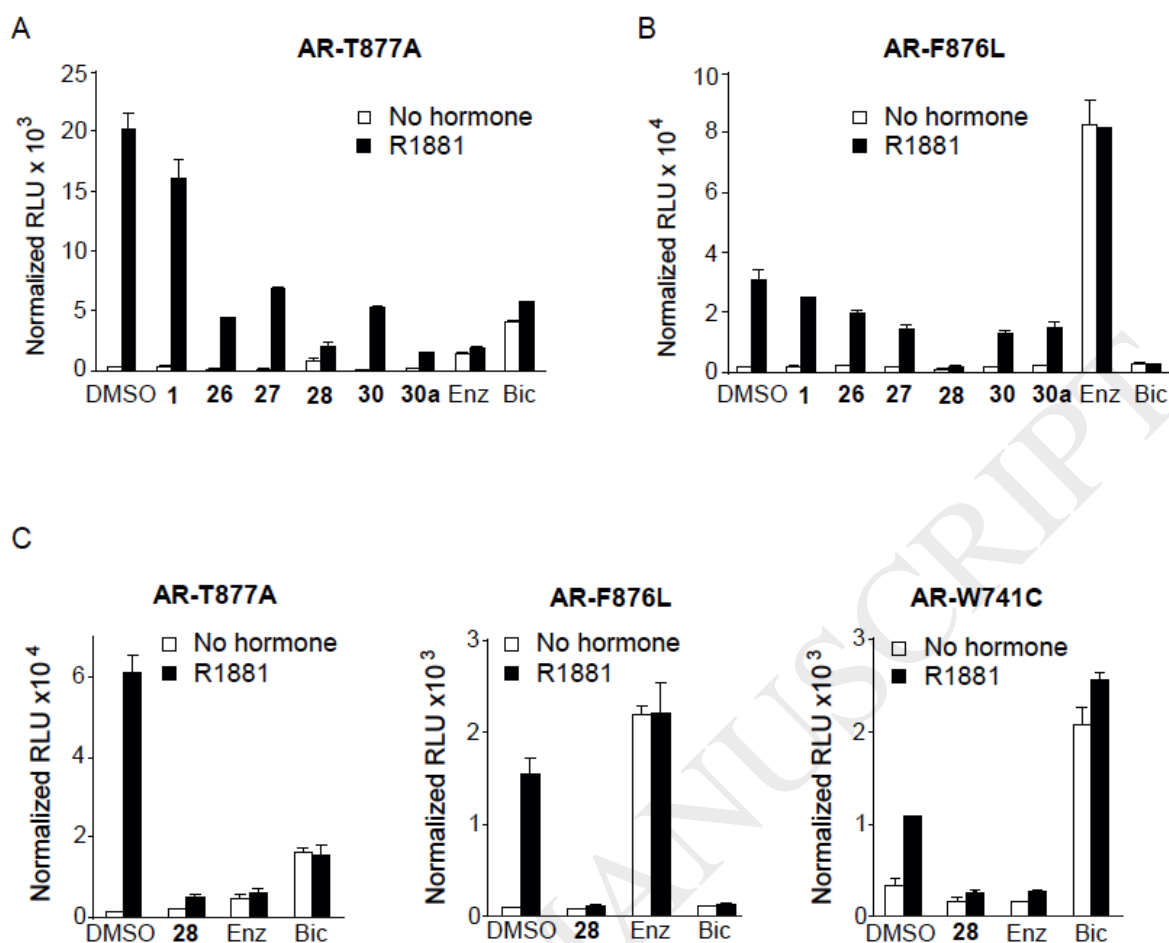 A
AR-T877A
Normalized RLU x 10³
25
20
15
10
5
0
No hormone
R1881
DMSO 1 26 27 28 30 30a Enz Bic
B
AR-F876L
Normalized RLU x 10⁴
10
8
6
4
2
0
No hormone
R1881
DMSO 1 26 27 28 30 30a Enz Bic
C
AR-T877A
Normalized RLU x10⁴
6
4
2
0
No hormone
R1881
DMSO 28 Enz Bic
AR-F876L
Normalized RLU x10³
3
2
1
0
No hormone
R1881
DMSO 28 Enz Bic
AR-W741C
Normalized RLU x10³
3
2
1
0
No hormone
R1881
DMSO 28 Enz Bic
ANUSCRIPT